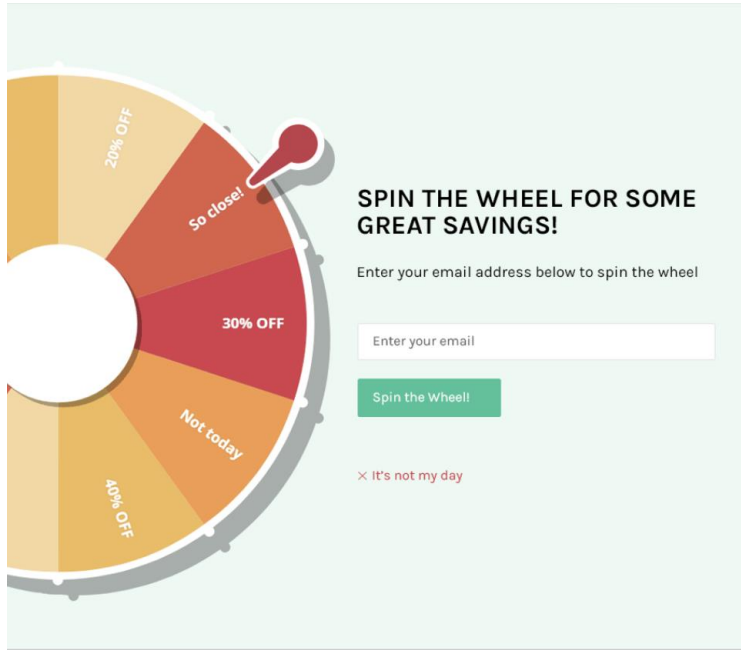 20% OFF
So close!
30% OFF
Not today
40% OFF
SPIN THE WHEEL FOR SOME
GREAT SAVINGS!
Enter your email address below to spin the wheel
Enter your email
Spin the Wheel!
× It's not my day